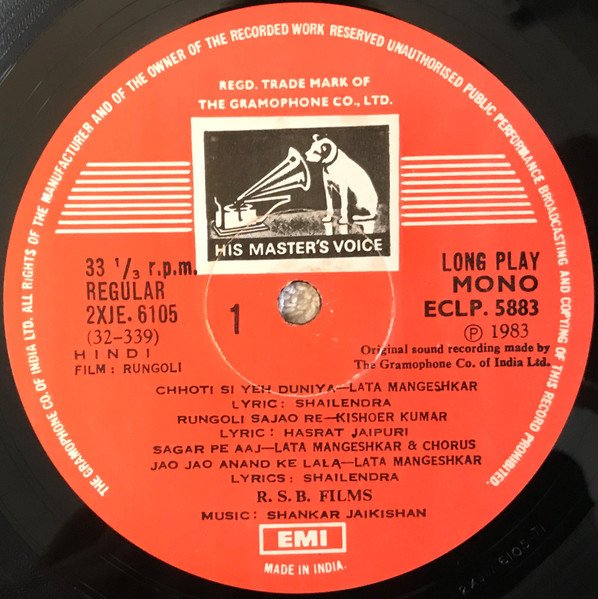 THE GRAMOPHONE CO. OF INDIA LTD. ALL RIGHTS OF THE MANUFACTURER AND OF THE OWNER OF THE RECORDED WORK RESERVED UNAUTHORISED PUBLIC PERFORMANCE BROADCASTING AND COPYING OF THIS RECORD PROHIBITED.
REGD. TRADE MARK OF
THE GRAMOPHONE CO., LTD.
HIS MASTER'S VOICE
33 1/3 r.p.m.
REGULAR
2XJE. 6105
(32-339)
HINDI
FILM : RUNGOLI
1
LONG PLAY
MONO
ECLP. 5883
Ⓟ 1983
Original sound recording made by
The Gramophone Co. of India Ltd.
CHHOTI SI YEH DUNIYA—LATA MANGESHKAR
LYRIC: SHAILENDRA
RUNGOLI SAJAO RE—KISHOER KUMAR
LYRIC: HASRAT JAIPURI
SAGAR PE AAJ—LATA MANGESHKAR & CHORUS
JAO JAO ANAND KE LALA—LATA MANGESHKAR
LYRICS: SHAILENDRA
R. S. B. FILMS
MUSIC: SHANKAR JAIKISHAN
EMI
MADE IN INDIA.